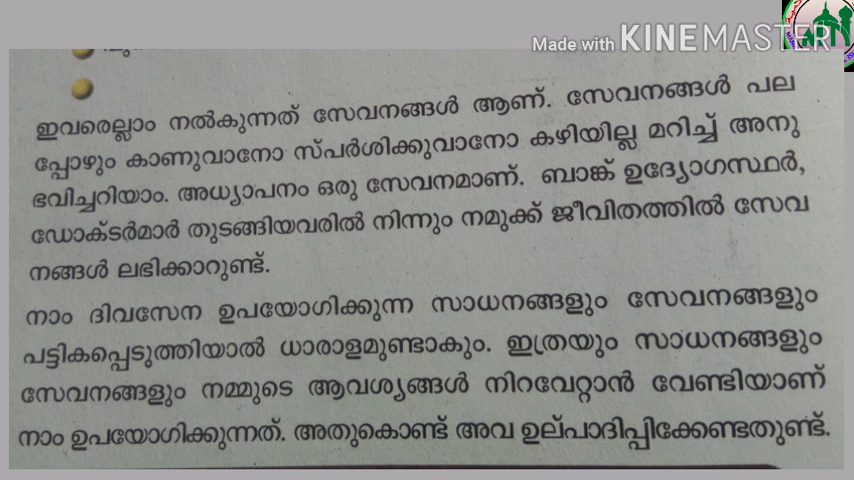 Made with KINEMASTER
ഇവരെല്ലാം നൽകുന്നത് സേവനങ്ങൾ ആണ്. സേവനങ്ങൾ പല
പ്പോഴും കാണുവാനോ സ്പർശിക്കുവാനോ കഴിയില്ല മറിച്ച് അനു
ഭവിച്ചറിയാം. അധ്യാപനം ഒരു സേവനമാണ്. ബാങ്ക് ഉദ്യോഗസ്ഥർ,
ഡോക്ടർമാർ തുടങ്ങിയവരിൽ നിന്നും നമുക്ക് ജീവിതത്തിൽ സേവ
നങ്ങൾ ലഭിക്കാറുണ്ട്.
നാം ദിവസേന ഉപയോഗിക്കുന്ന സാധനങ്ങളും സേവനങ്ങളും
പട്ടികപ്പെടുത്തിയാൽ ധാരാളമുണ്ടാകും. ഇത്രയും സാധനങ്ങളും
സേവനങ്ങളും നമ്മുടെ ആവശ്യങ്ങൾ നിറവേറ്റാൻ വേണ്ടിയാണ്
നാം ഉപയോഗിക്കുന്നത്. അതുകൊണ്ട് അവ ഉല്പാദിപ്പിക്കേണ്ടതുണ്ട്.